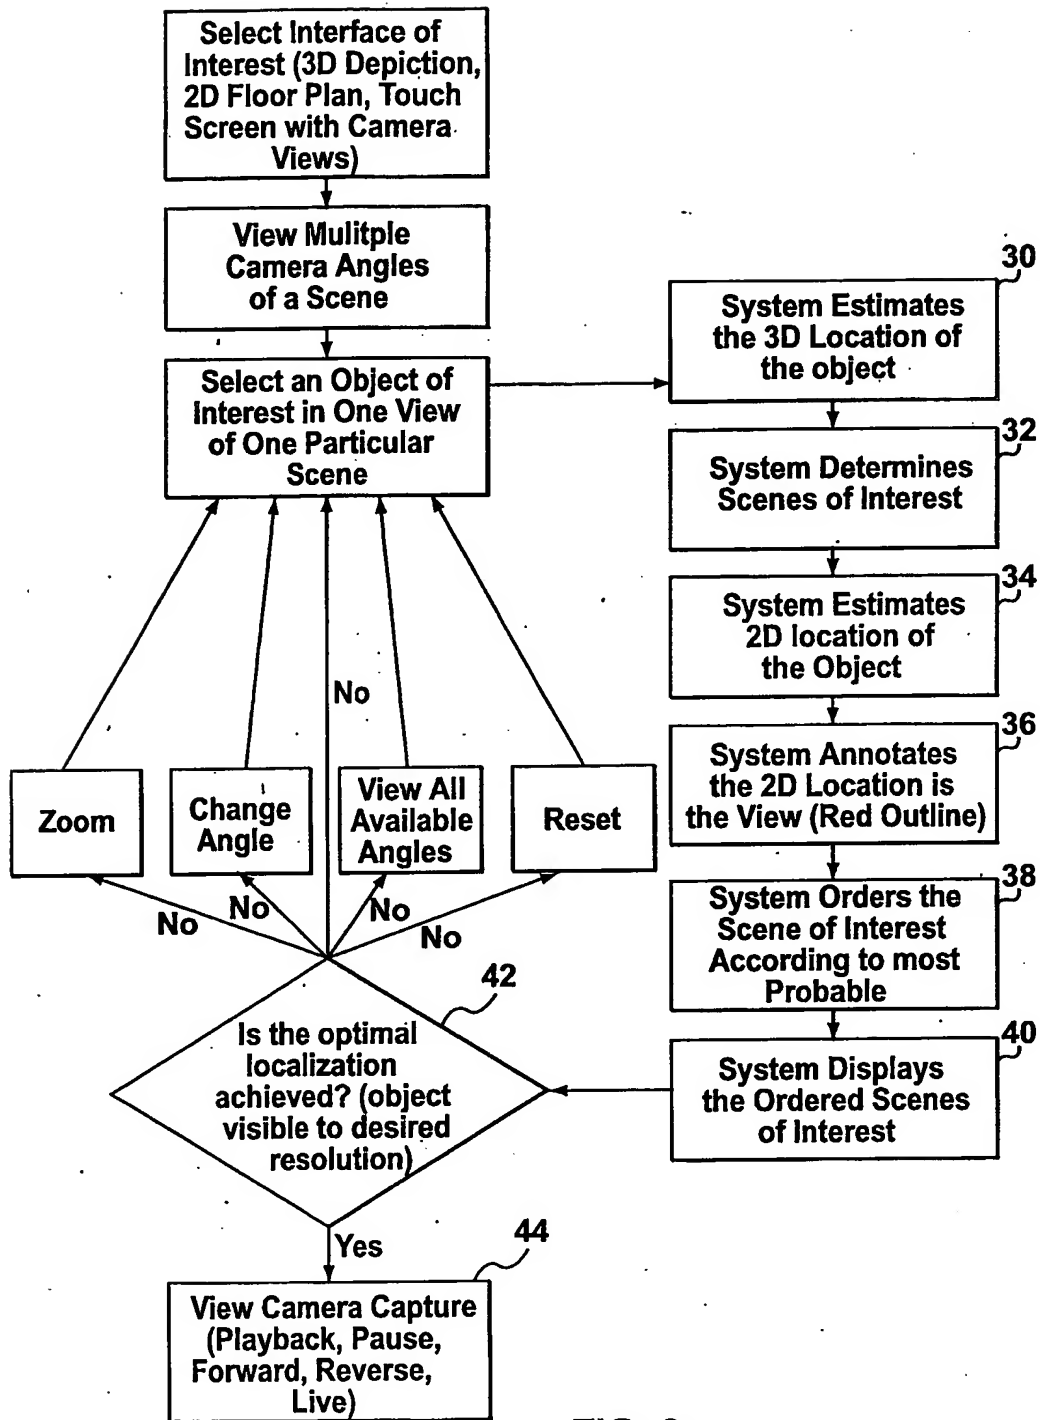 Select Interface of
Interest (3D Depiction,
2D Floor Plan, Touch
Screen with Camera
Views)
View Mulitple
Camera Angles
of a Scene
Select an Object of
Interest in One View
of One Particular
Scene
30
System Estimates
the 3D Location of
the object
32
System Determines
Scenes of Interest
34
System Estimates
2D location of
the Object
36
System Annotates
the 2D Location is
the View (Red Outline)
38
System Orders the
Scene of Interest
According to most
Probable
40
System Displays
the Ordered Scenes
of Interest
No
Zoom
Change
Angle
View All
Available
Angles
Reset
No
No
No
No
42
Is the optimal
localization
achieved? (object
visible to desired
resolution)
Yes
44
View Camera Capture
(Playback, Pause,
Forward, Reverse,
Live)